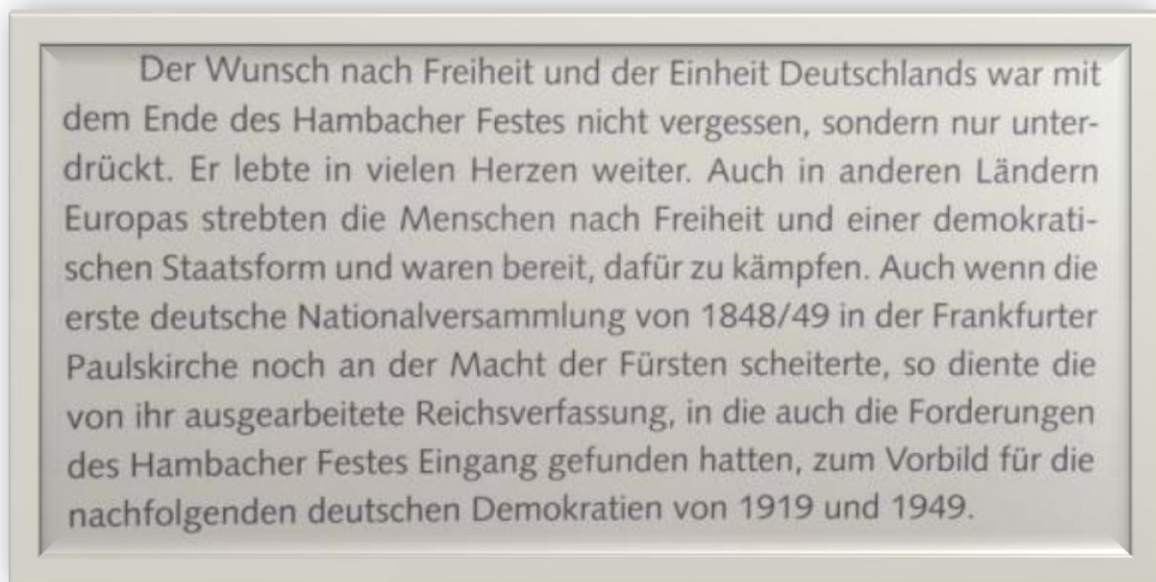 Der Wunsch nach Freiheit und der Einheit Deutschlands war mit
dem Ende des Hambacher Festes nicht vergessen, sondern nur unter-
drückt. Er lebte in vielen Herzen weiter. Auch in anderen Ländern
Europas strebten die Menschen nach Freiheit und einer demokrati-
schen Staatsform und waren bereit, dafür zu kämpfen. Auch wenn die
erste deutsche Nationalversammlung von 1848/49 in der Frankfurter
Paulskirche noch an der Macht der Fürsten scheiterte, so diente die
von ihr ausgearbeitete Reichsverfassung, in die auch die Forderungen
des Hambacher Festes Eingang gefunden hatten, zum Vorbild für die
nachfolgenden deutschen Demokratien von 1919 und 1949.